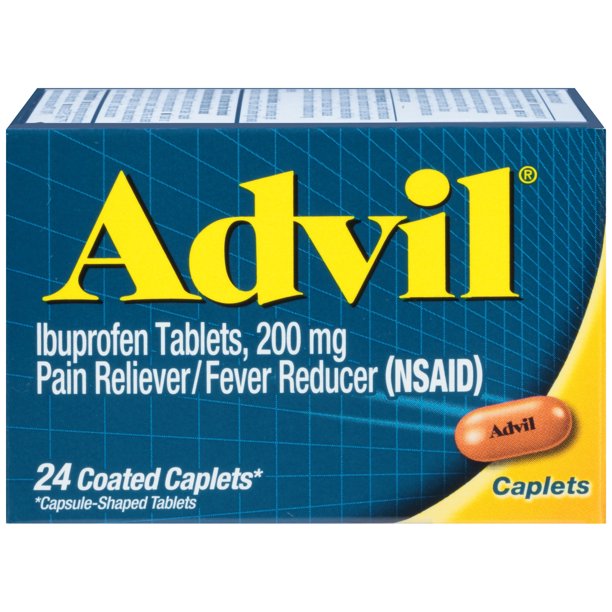 Advil®
Ibuprofen Tablets, 200 mg
Pain Reliever/Fever Reducer (NSAID)
Advil
24 Coated Caplets*
*Capsule-Shaped Tablets
Caplets